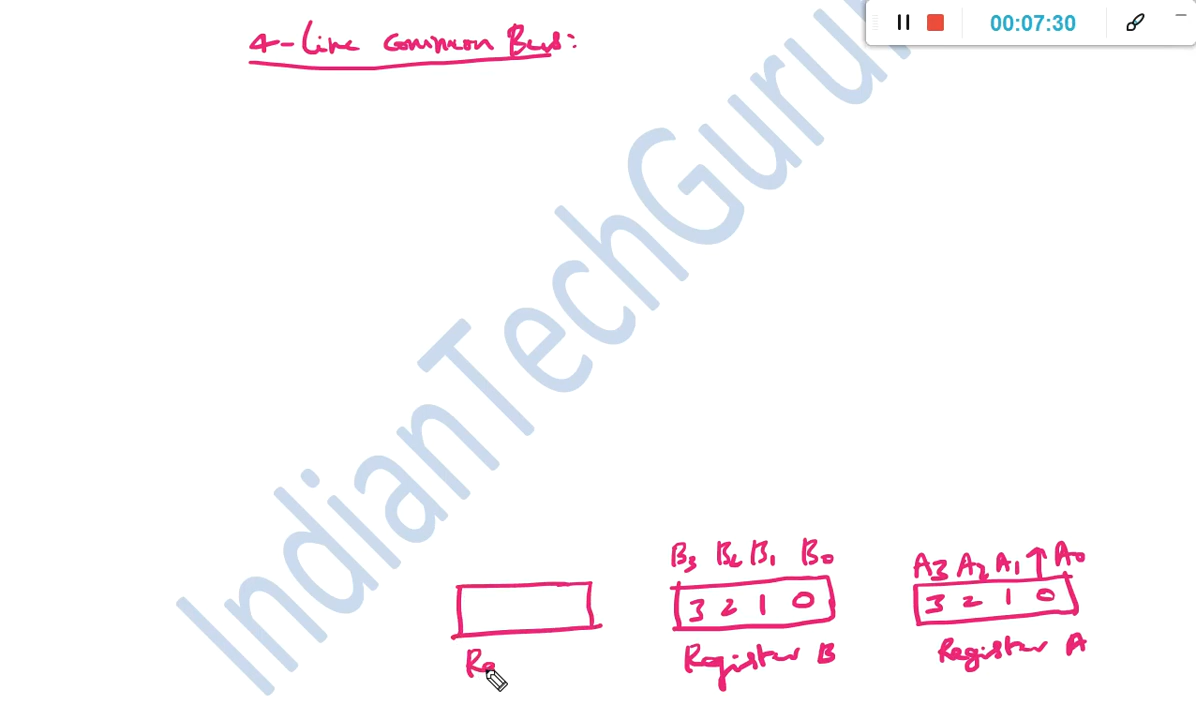 4-Line Common Bus:
00:07:30
IndianTechGuru
B3 B2 B1 B0
A3 A2 A1 ↑ A0
3 2 1 0
3 2 1 0
Re
Register B
Register A